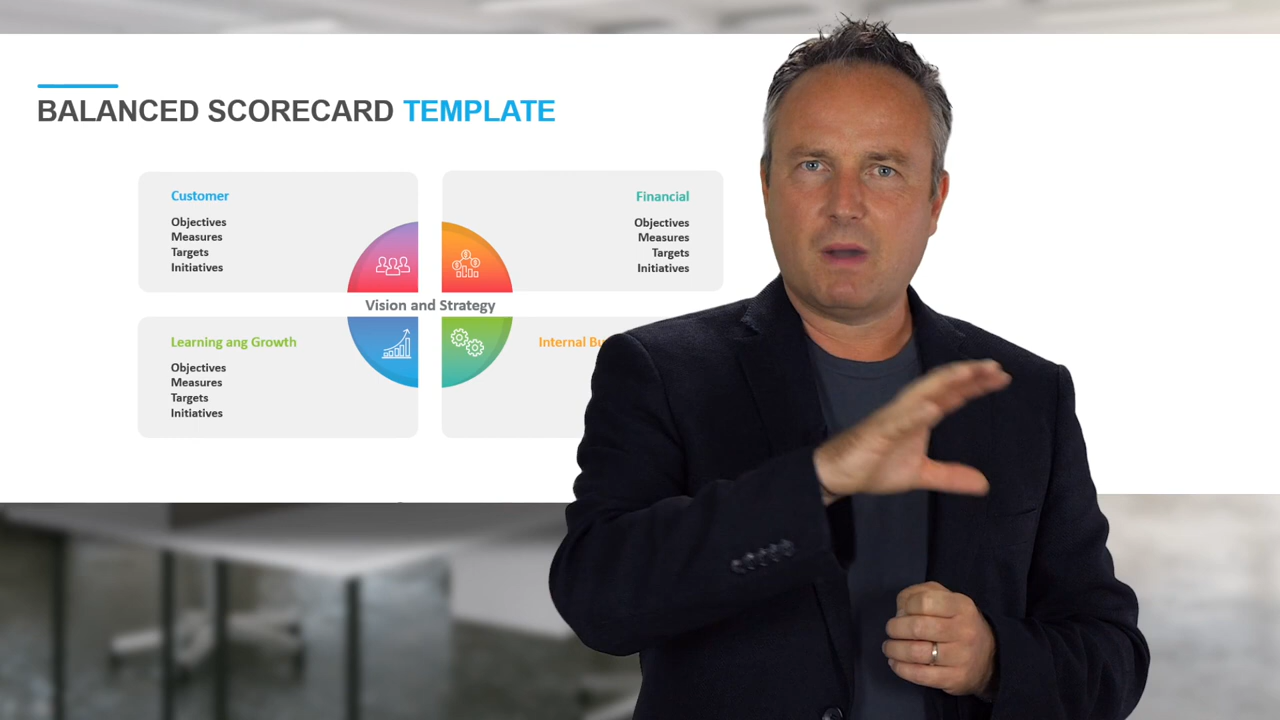 BALANCED SCORECARD TEMPLATE
Customer
Objectives
Measures
Targets
Initiatives
Financial
Objectives
Measures
Targets
Initiatives
Vision and Strategy
Learning ang Growth
Objectives
Measures
Targets
Initiatives
Internal